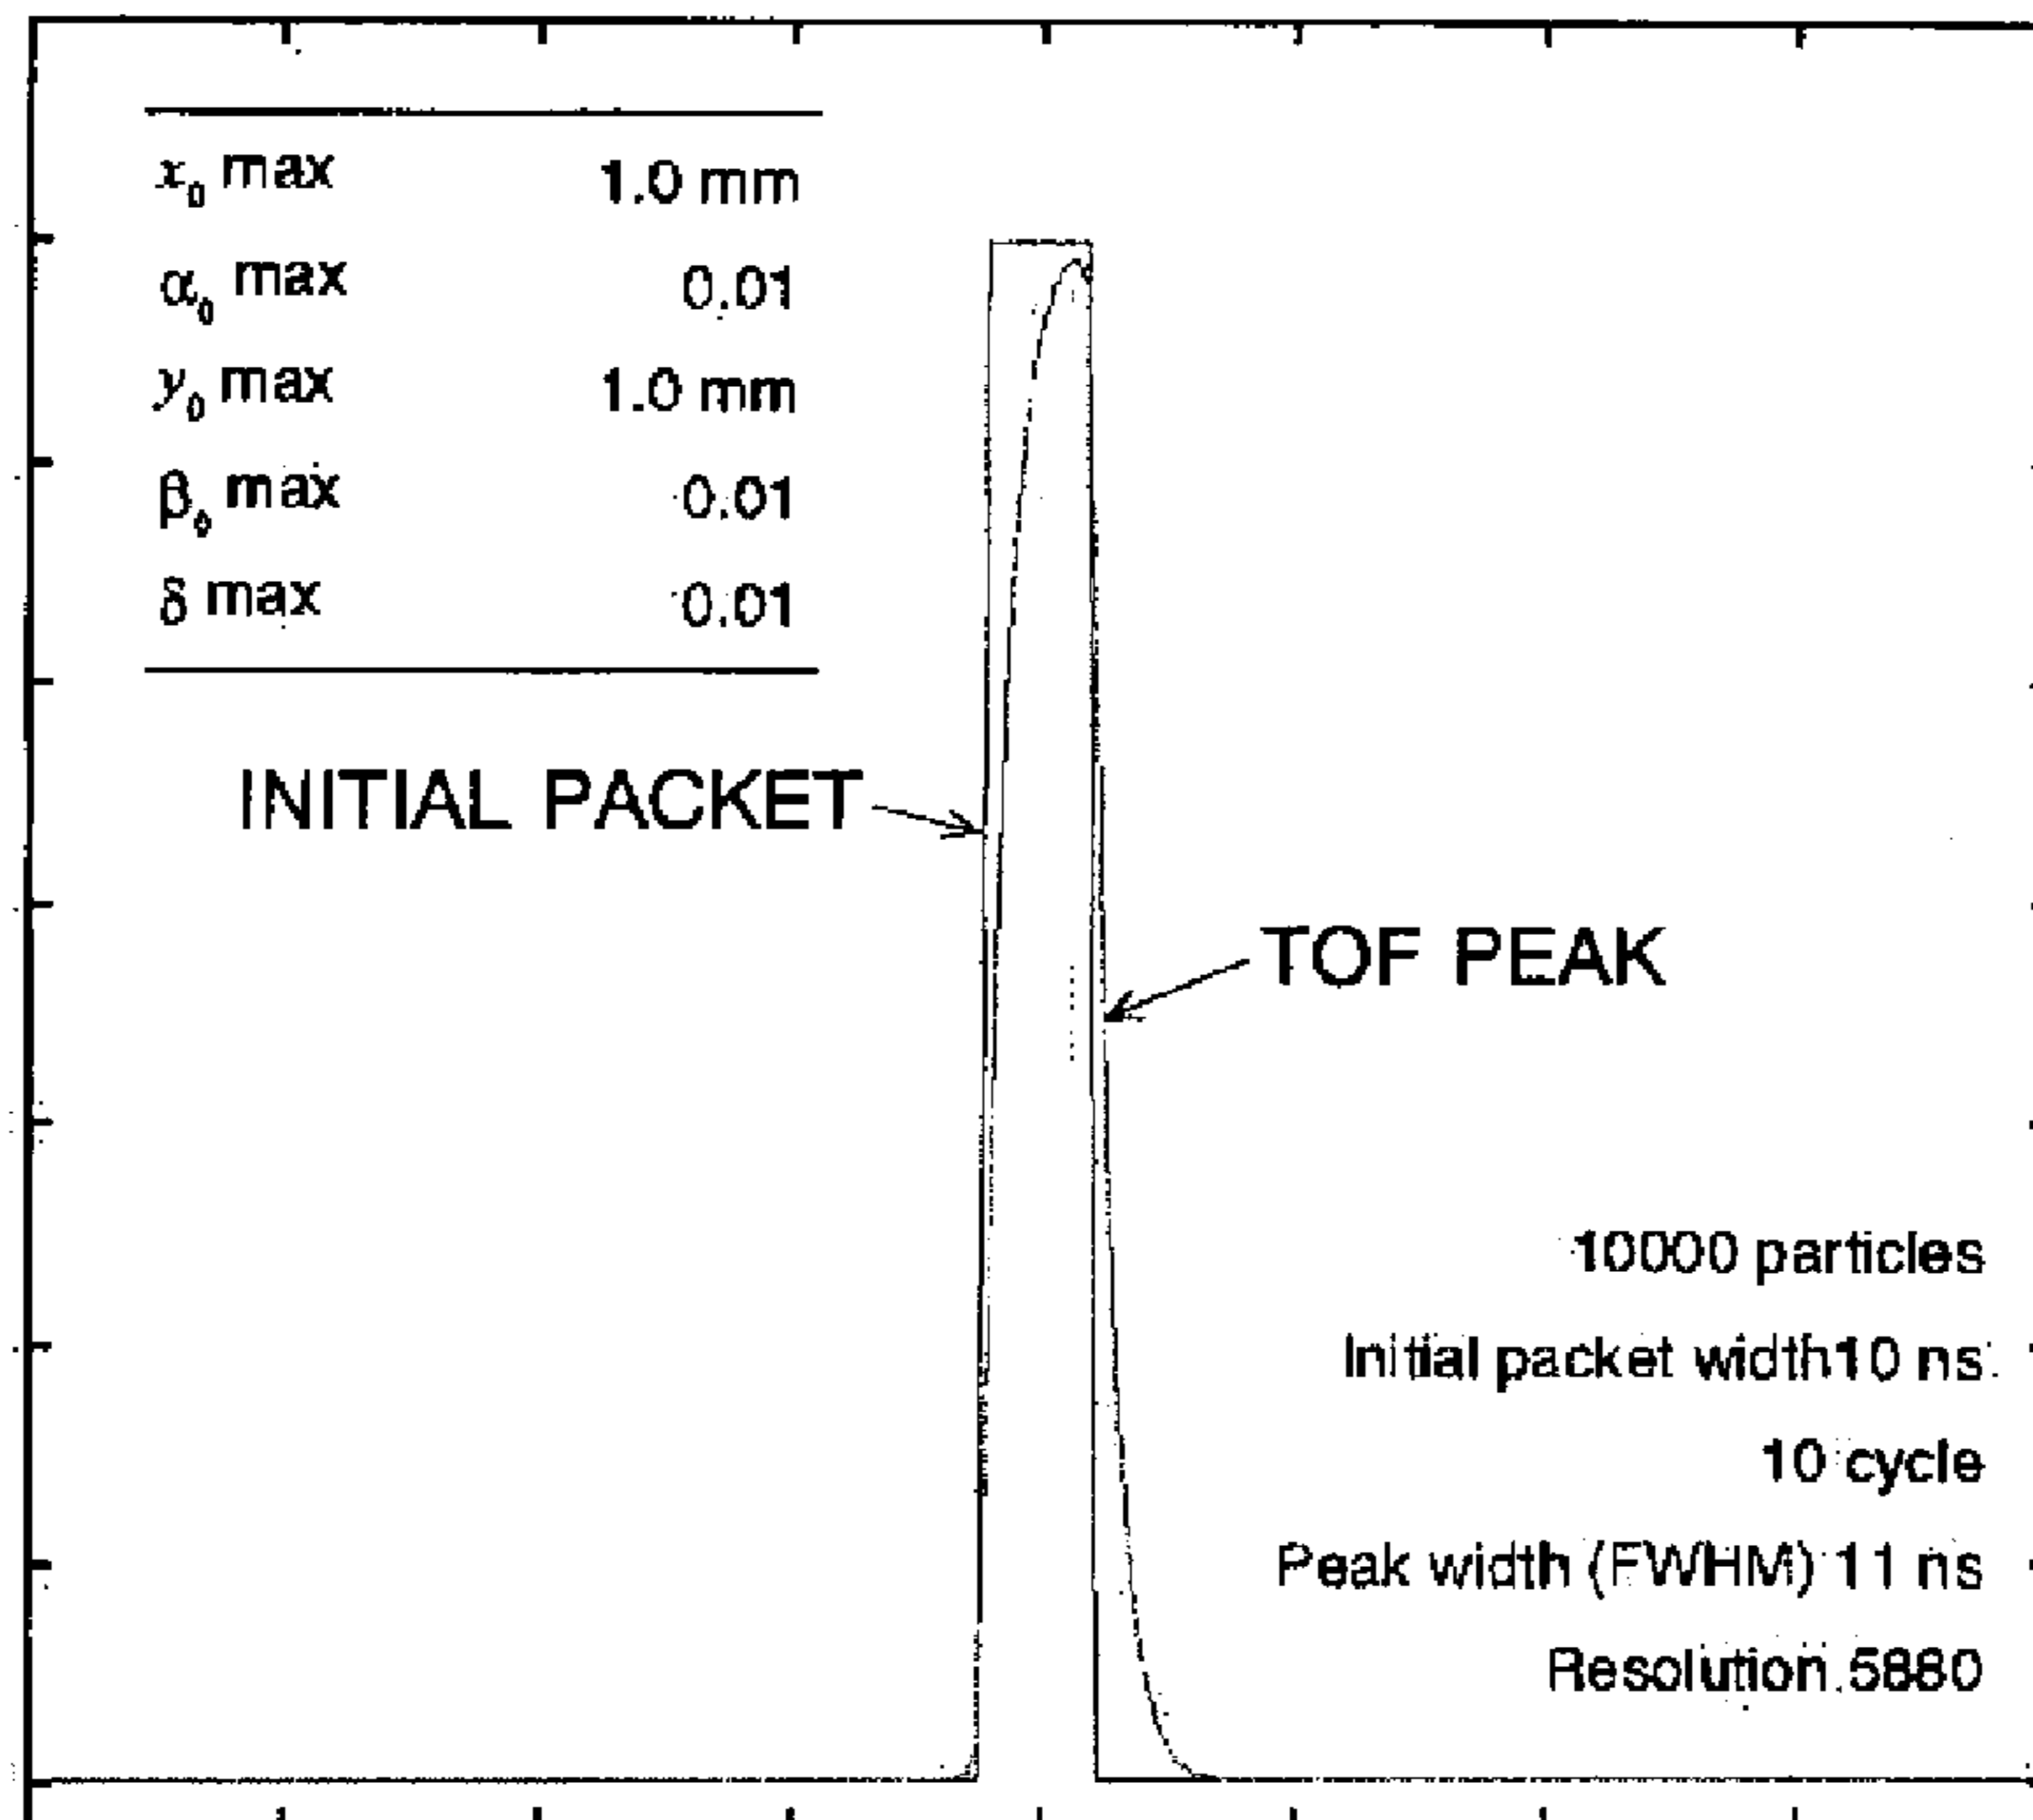 x₀ max 1.0 mm
α₀ max 0.01
y₀ max 1.0 mm
β₀ max 0.01
δ max 0.01
INITIAL PACKET
TOF PEAK
10000 particles
Initial packet width10 ns
10 cycle
Peak width (FWHM) 11 ns
Resolution 5880